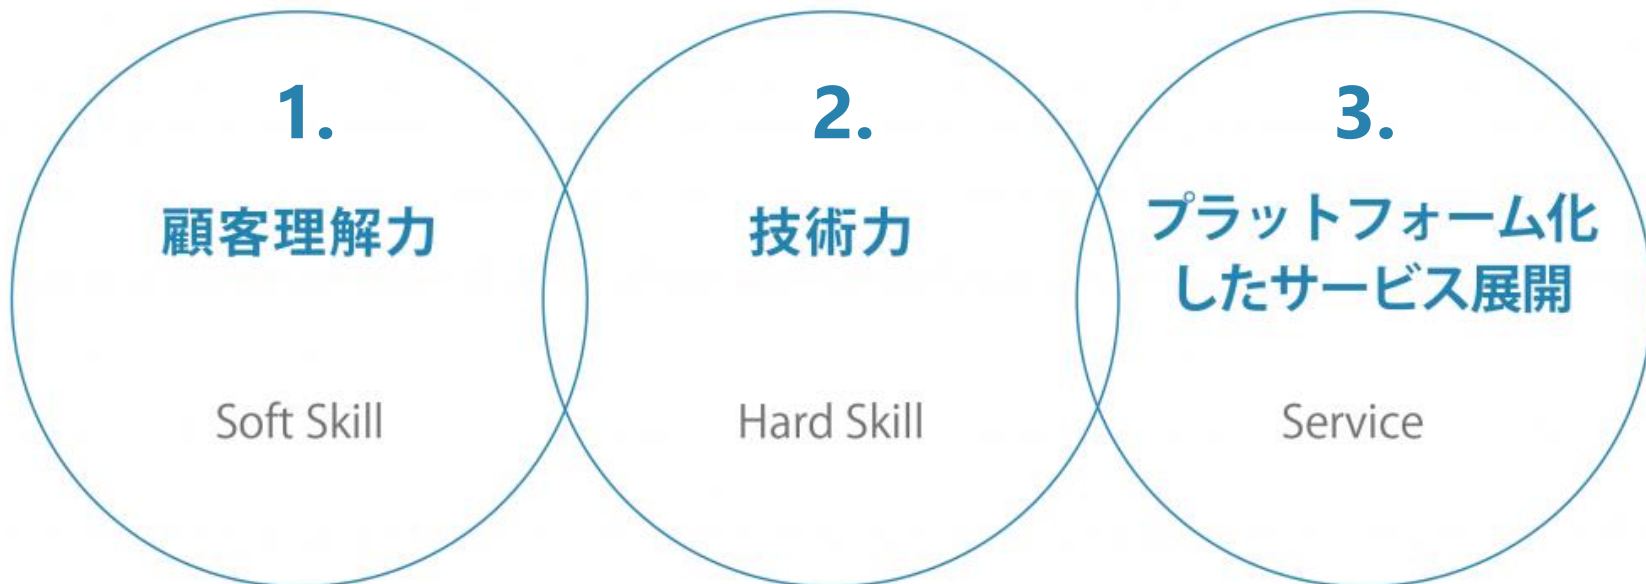 1.
顧客理解力
Soft Skill
2.
技術力
Hard Skill
3.
プラットフォーム化
したサービス展開
Service